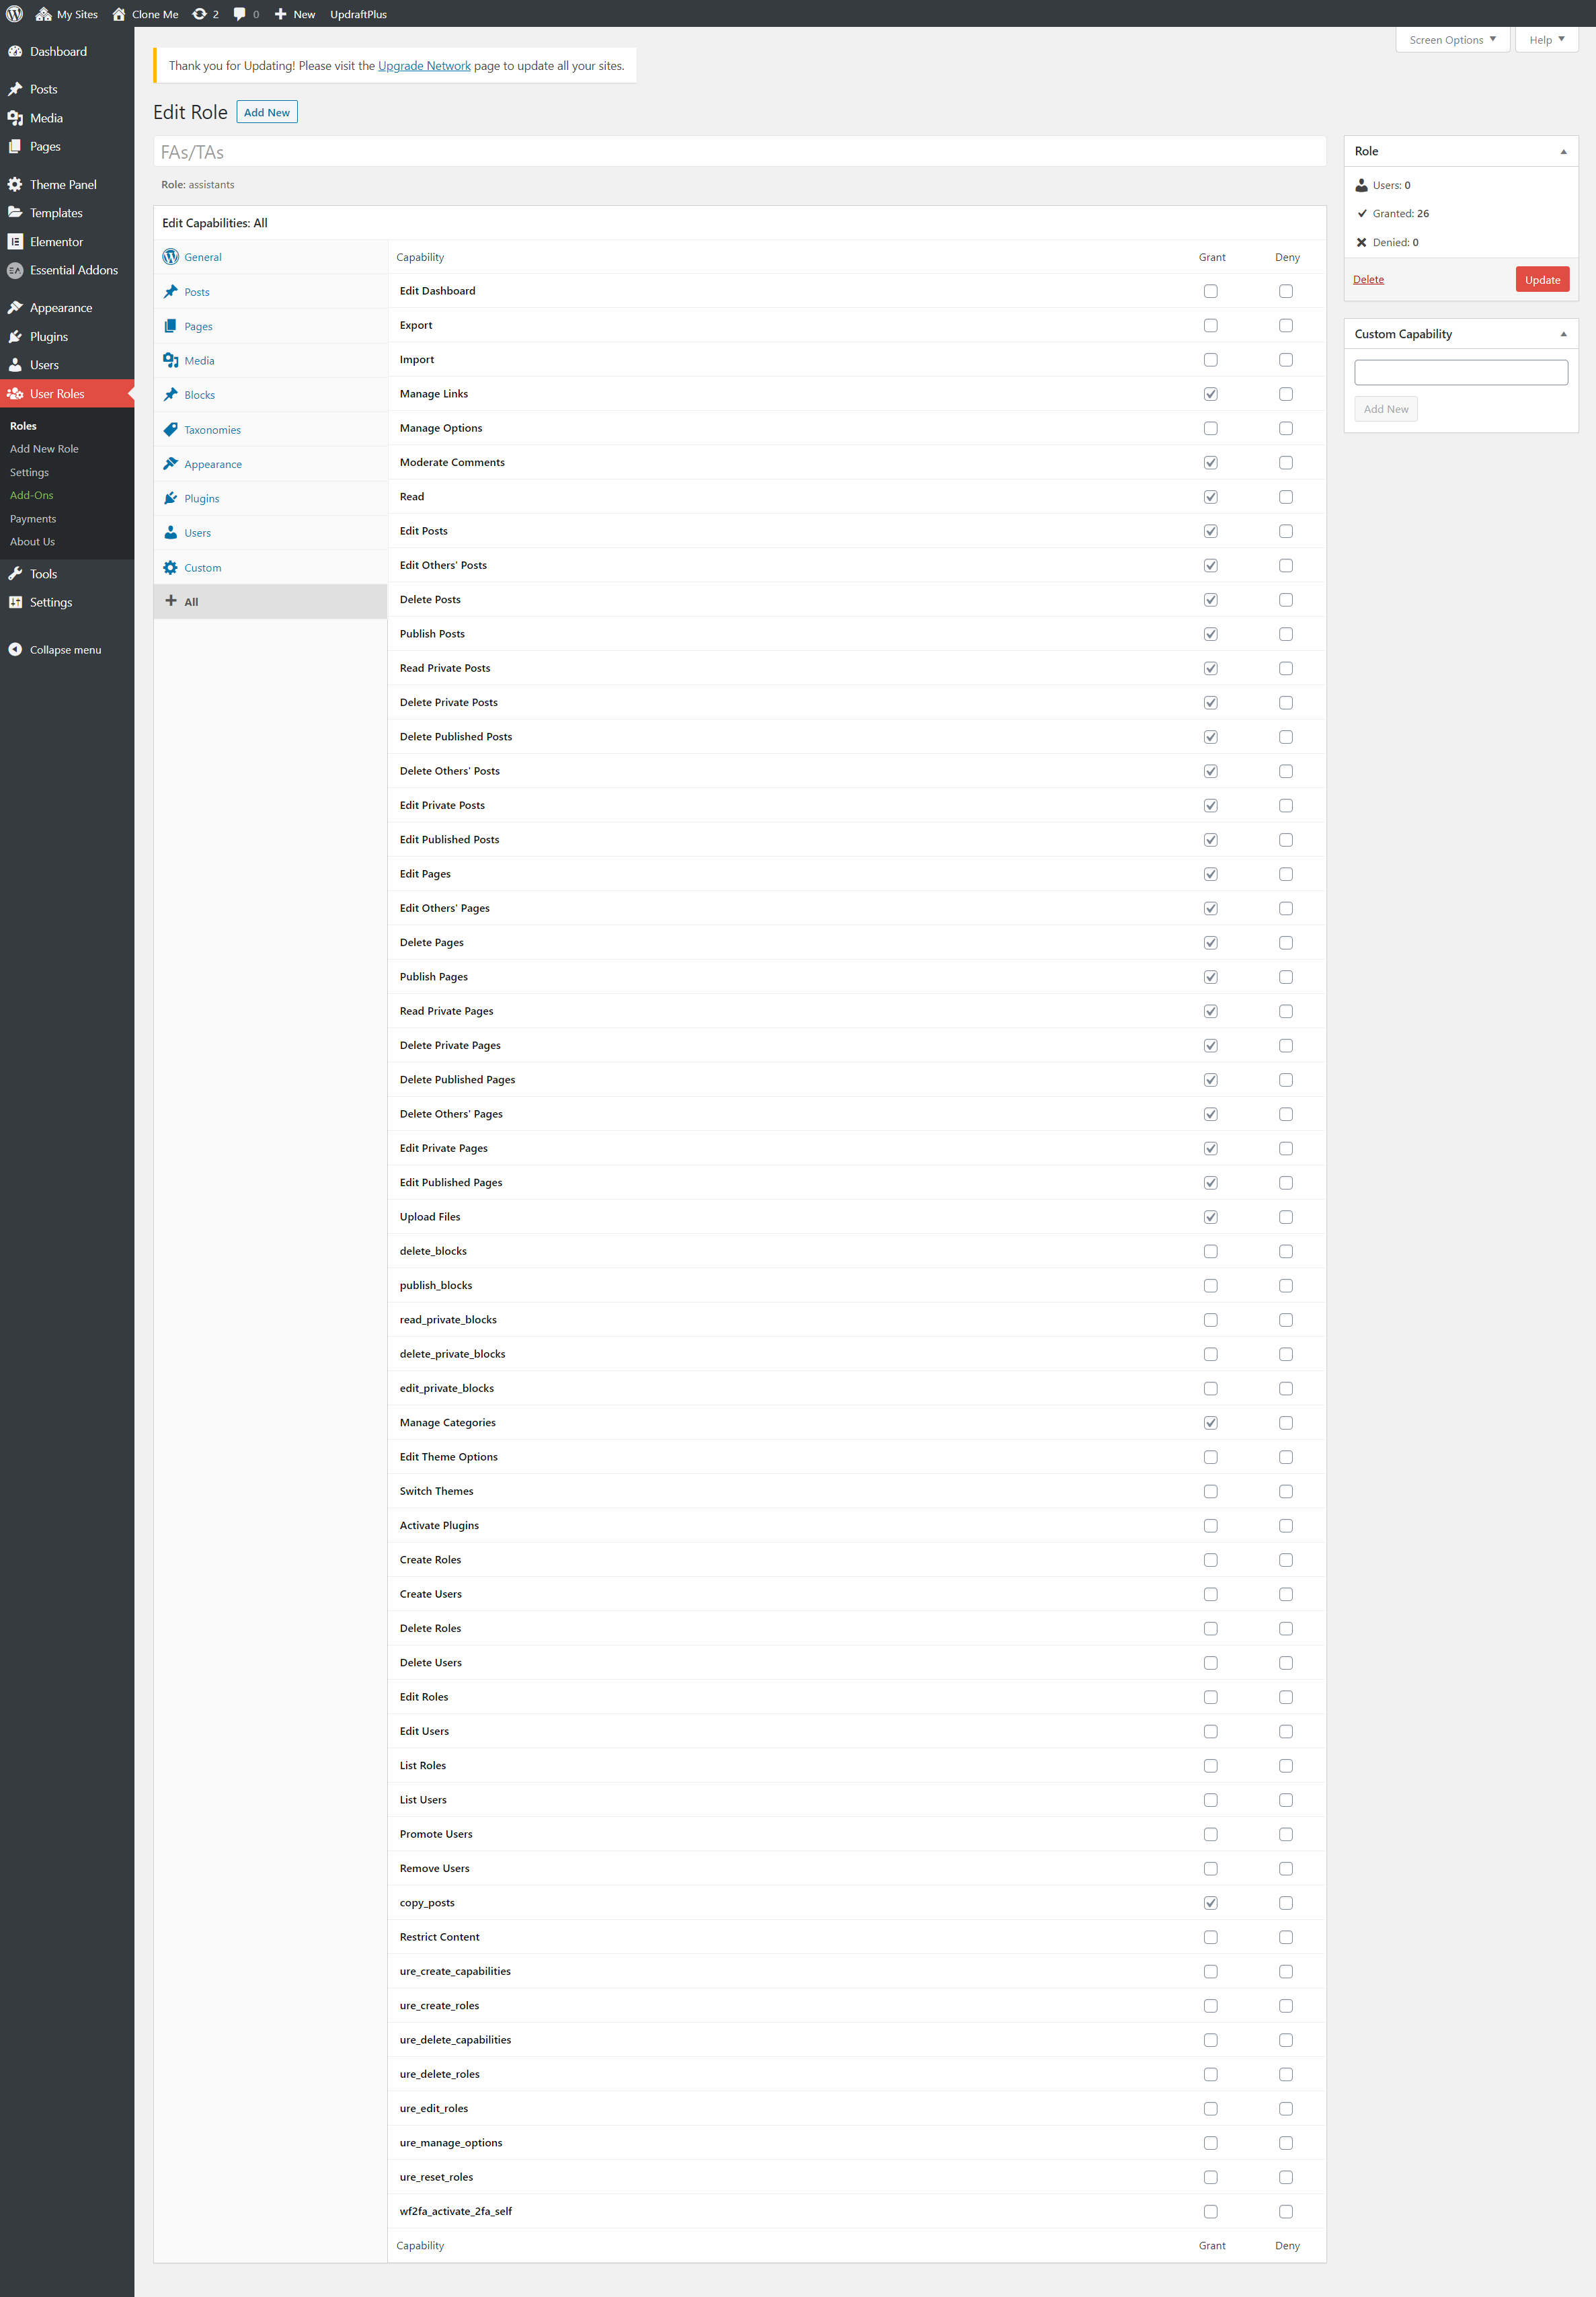 My Sites Clone Me 2 0 New UpdraftPlus
Screen Options Help
Dashboard
Posts
Media
Pages
Theme Panel
Templates
Elementor
Essential Addons
Appearance
Plugins
Users
User Roles
Roles
Add New Role
Settings
Add-Ons
Payments
About Us
Tools
Settings
Collapse menu
Thank you for Updating! Please visit the Upgrade Network page to update all your sites.
Edit Role Add New
FAs/TAs
Role: assistants
Edit Capabilities: All
General
Posts
Pages
Media
Blocks
Taxonomies
Appearance
Plugins
Users
Custom
All
Capability Grant Deny
Edit Dashboard
Export
Import
Manage Links
Manage Options
Moderate Comments
Read
Edit Posts
Edit Others' Posts
Delete Posts
Publish Posts
Read Private Posts
Delete Private Posts
Delete Published Posts
Delete Others' Posts
Edit Private Posts
Edit Published Posts
Edit Pages
Edit Others' Pages
Delete Pages
Publish Pages
Read Private Pages
Delete Private Pages
Delete Published Pages
Delete Others' Pages
Edit Private Pages
Edit Published Pages
Upload Files
delete_blocks
publish_blocks
read_private_blocks
delete_private_blocks
edit_private_blocks
Manage Categories
Edit Theme Options
Switch Themes
Activate Plugins
Create Roles
Create Users
Delete Roles
Delete Users
Edit Roles
Edit Users
List Roles
List Users
Promote Users
Remove Users
copy_posts
Restrict Content
ure_create_capabilities
ure_create_roles
ure_delete_capabilities
ure_delete_roles
ure_edit_roles
ure_manage_options
ure_reset_roles
wf2fa_activate_2fa_self
Capability Grant Deny
Role
Users: 0
Granted: 26
Denied: 0
Delete Update
Custom Capability
Add New